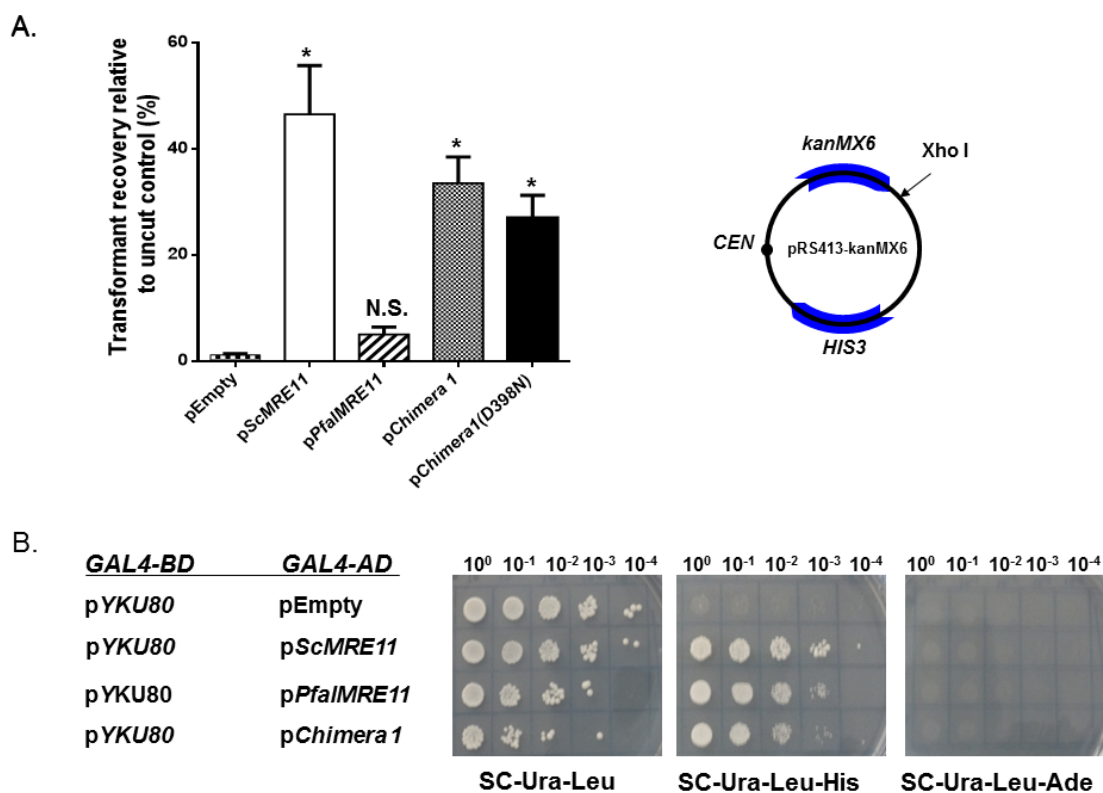 A.
Transformant recovery relative
to uncut control (%)
60
40
20
0
*
N.S.
*
*
pEmpty
pScMRE11
pPfalMRE11
pChimera 1
pChimera1(D398N)
kanMX6
Xho I
CEN
pRS413-kanMX6
HIS3
B.
GAL4-BD GAL4-AD
pYKU80 pEmpty
pYKU80 pScMRE11
pYKU80 pPfalMRE11
pYKU80 pChimera1
10⁰ 10⁻¹ 10⁻² 10⁻³ 10⁻⁴
10⁰ 10⁻¹ 10⁻² 10⁻³ 10⁻⁴
10⁰ 10⁻¹ 10⁻² 10⁻³ 10⁻⁴
SC-Ura-Leu
SC-Ura-Leu-His
SC-Ura-Leu-Ade